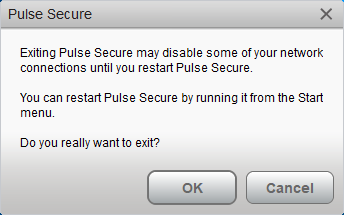 Pulse Secure
Exiting Pulse Secure may disable some of your network
connections until you restart Pulse Secure.
You can restart Pulse Secure by running it from the Start
menu.
Do you really want to exit?
OK
Cancel